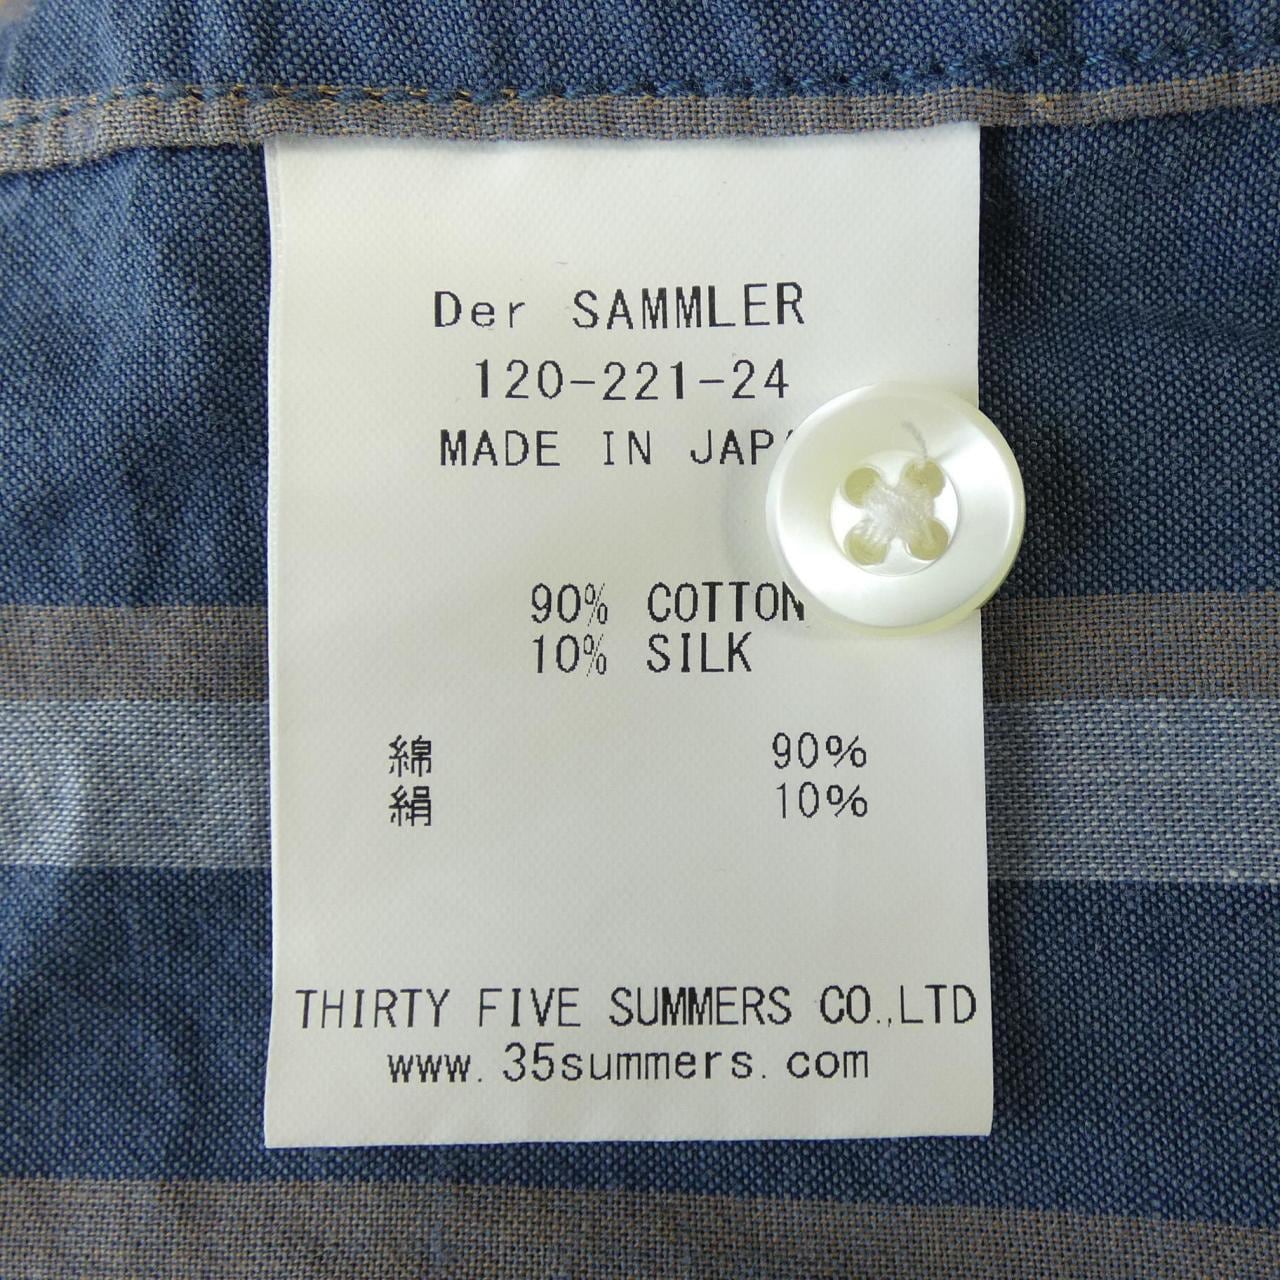 Der SAMMLER
120-221-24
MADE IN
90% COTTON
10% SILK
綿 90%
絹 10%
THIRTY FIVE SUMMERS CO.,LTD
www.35summers.com